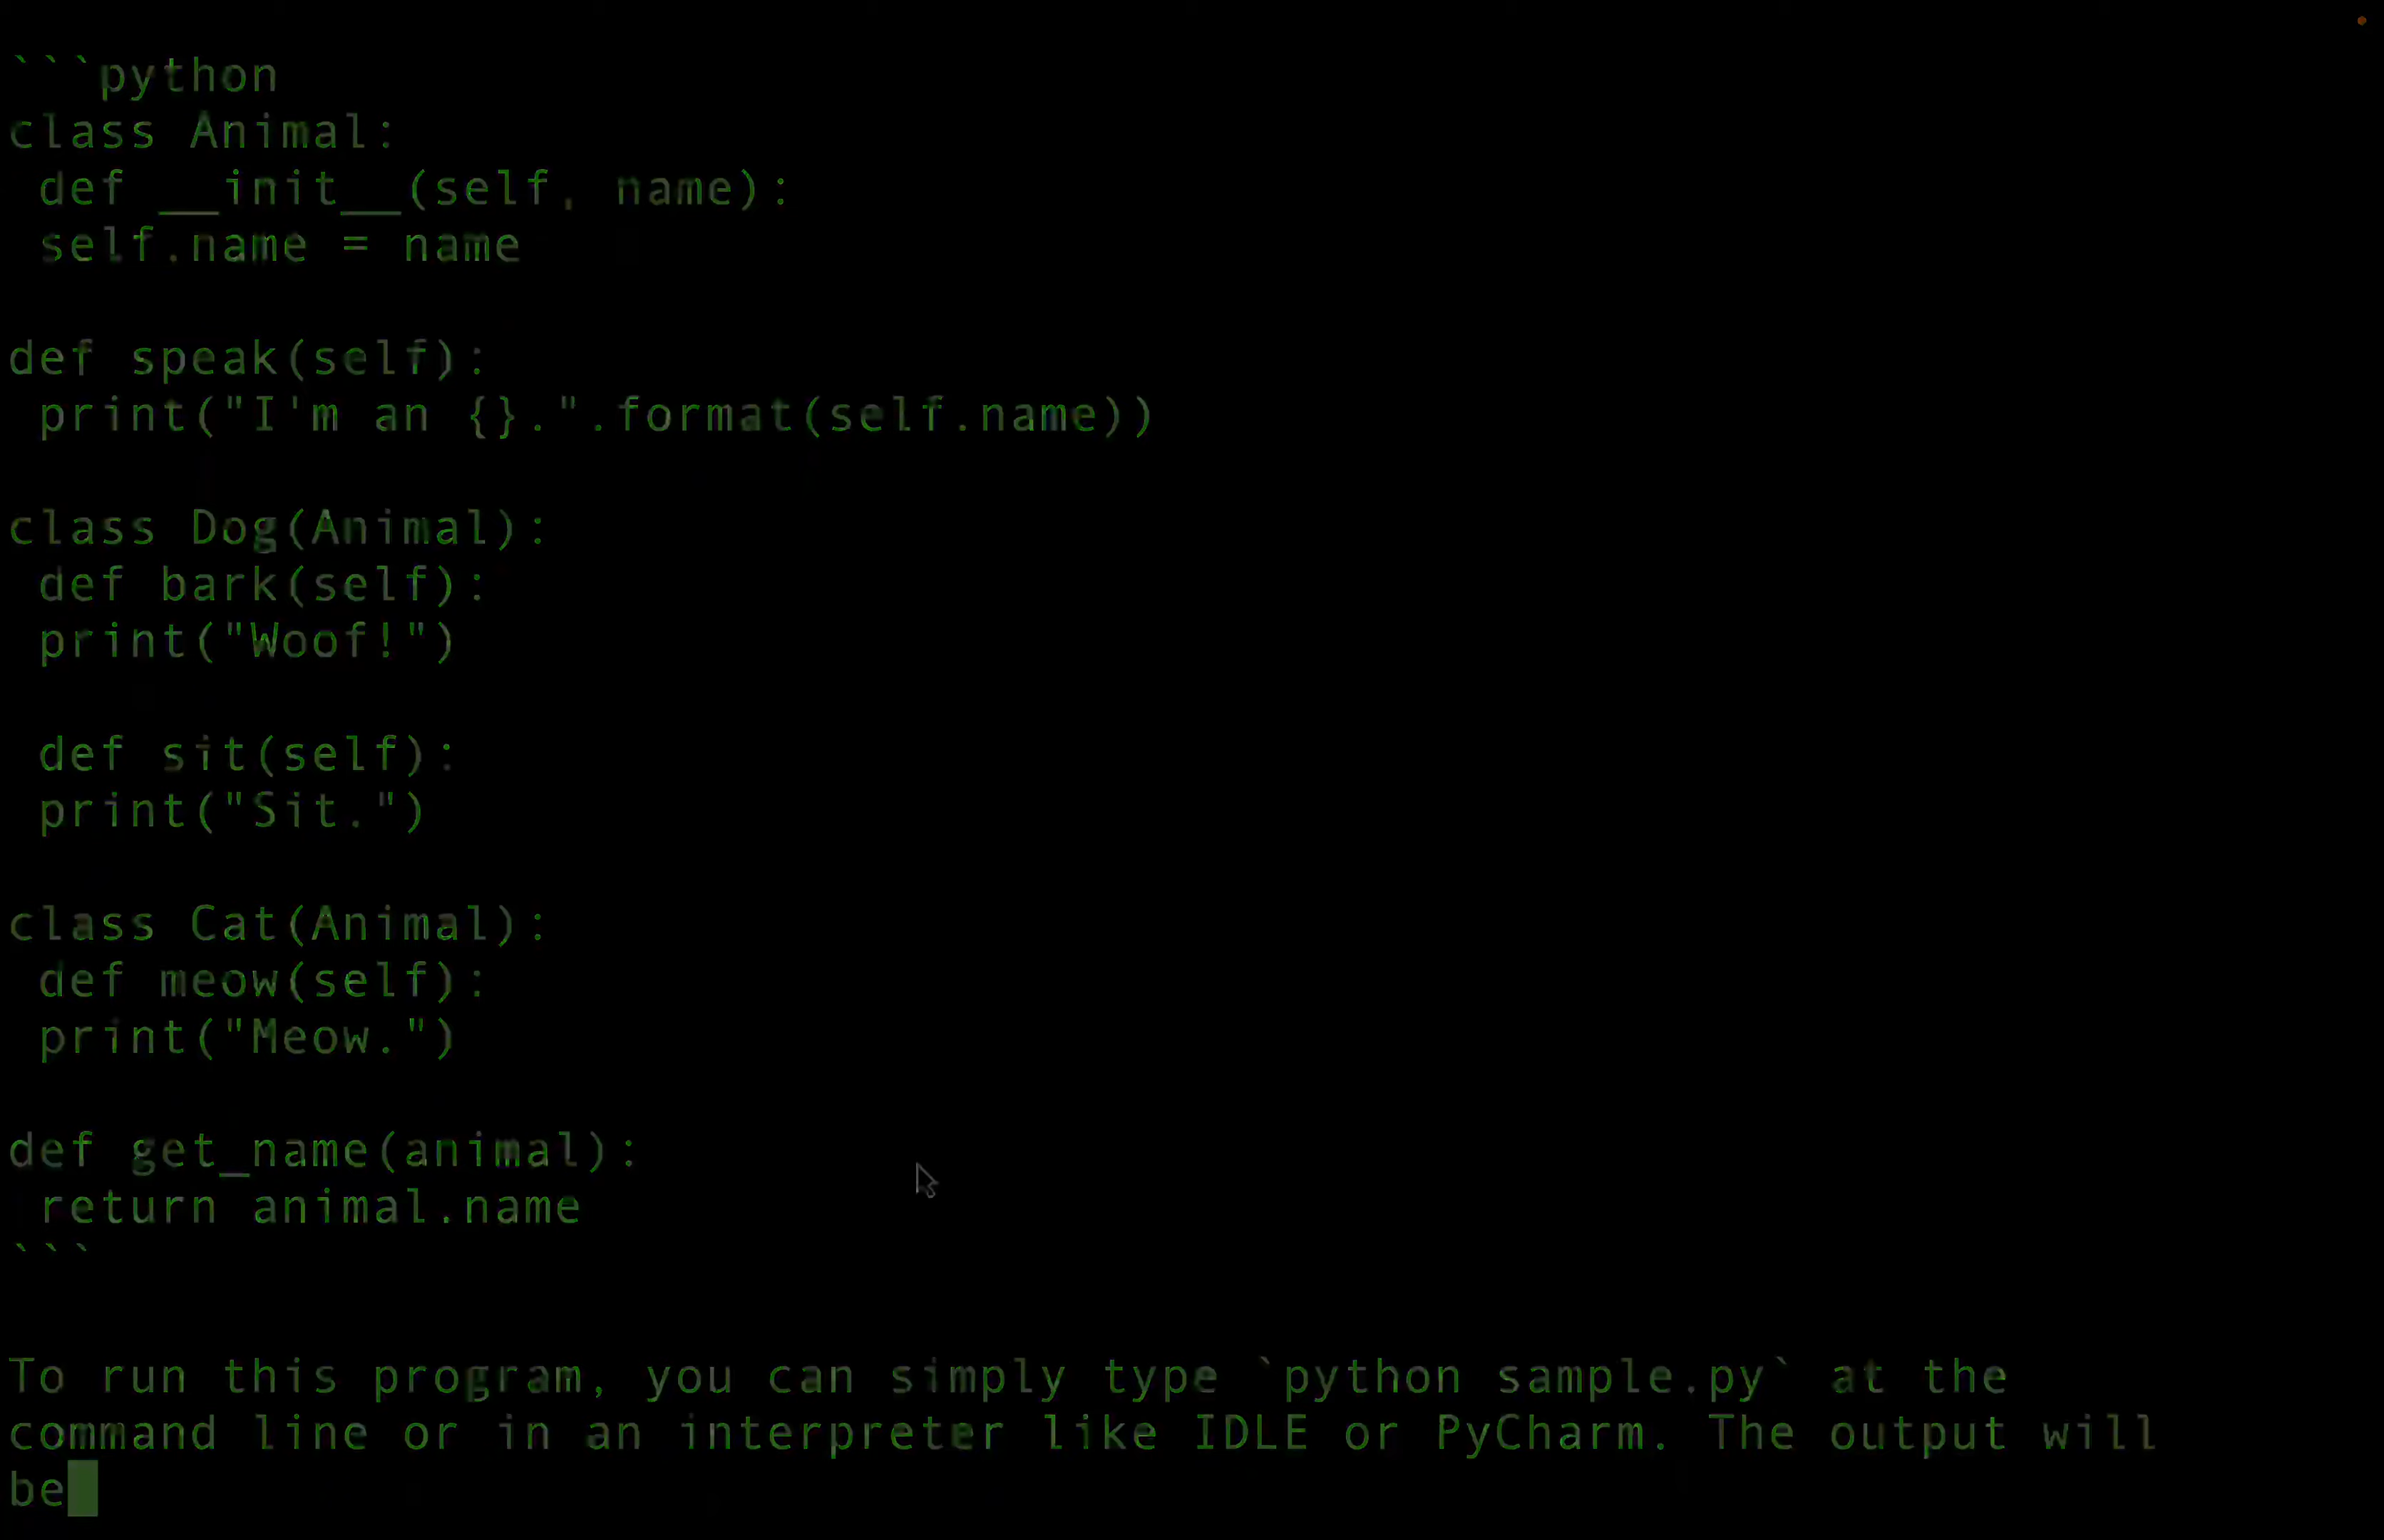 ```python
class Animal:
 def __init__(self, name):
 self.name = name

def speak(self):
 print("I'm an {}.".format(self.name))

class Dog(Animal):
 def bark(self):
 print("Woof!")

 def sit(self):
 print("Sit.")

class Cat(Animal):
 def meow(self):
 print("Meow.")

def get_name(animal):
 return animal.name
```

To run this program, you can simply type `python sample.py` at the
command line or in an interpreter like IDLE or PyCharm. The output will
be